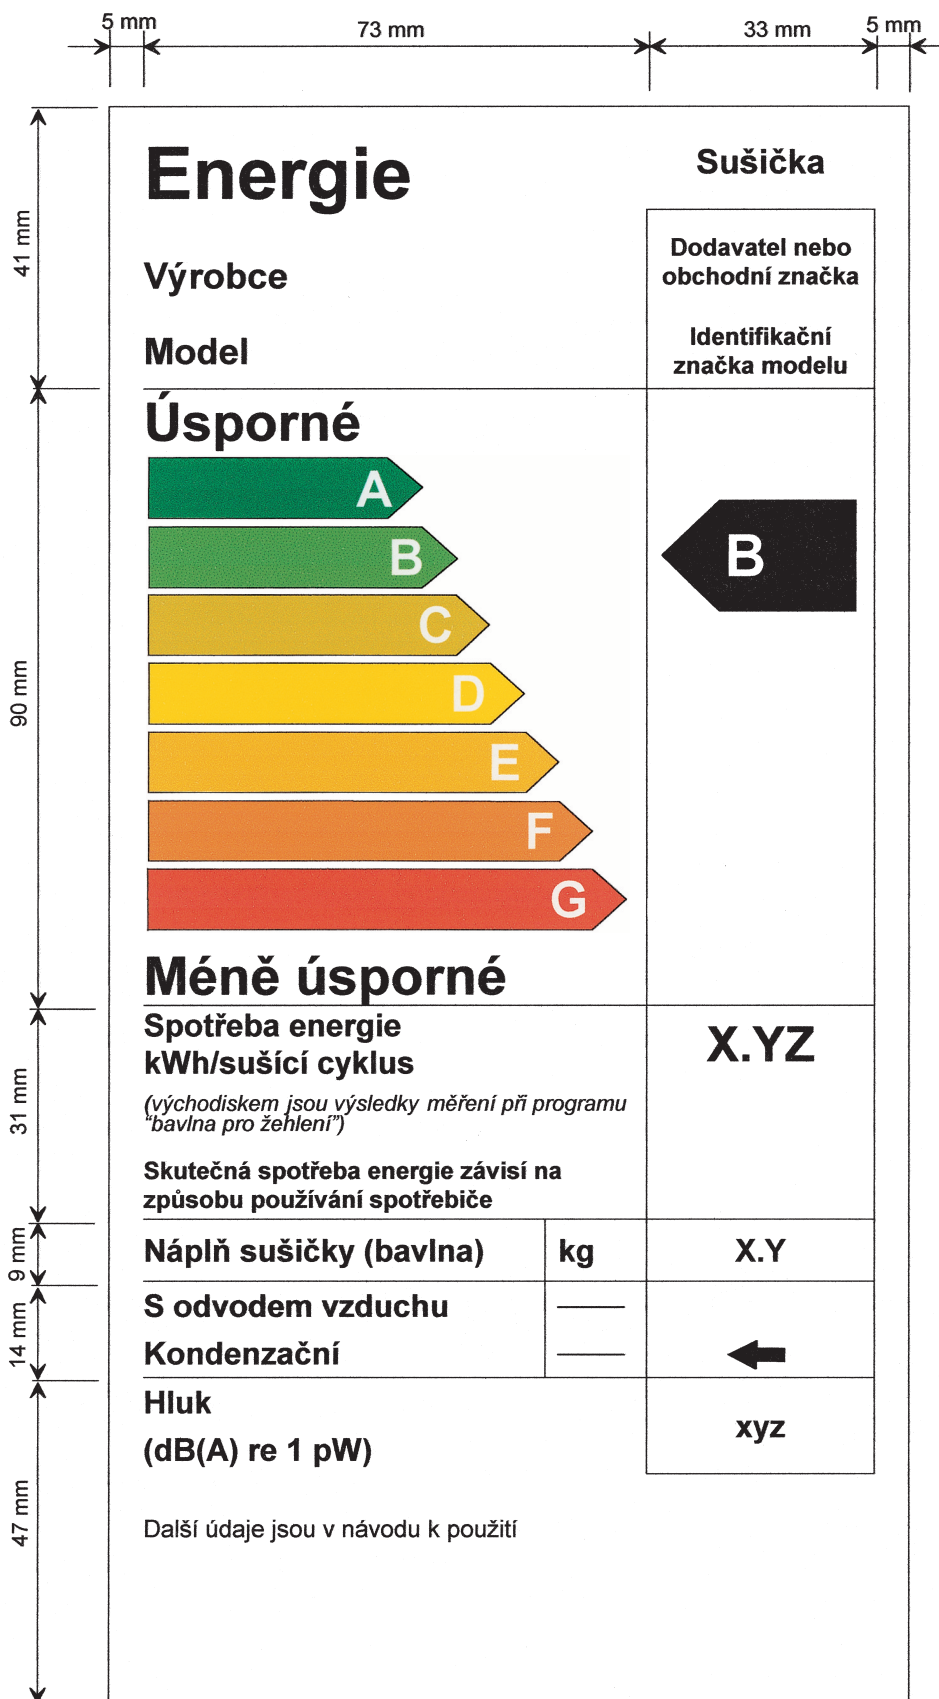 5 mm
73 mm
33 mm
5 mm
41 mm
90 mm
31 mm
9 mm
14 mm
47 mm
Energie
Sušička
Výrobce
Dodavatel nebo
obchodní značka
Model
Identifikační
značka modelu
Úsporné
A
B
B
C
D
E
F
G
Méně úsporné
Spotřeba energie
kWh/sušící cyklus
X.YZ
(východiskem jsou výsledky měření při programu
“bavlna pro žehlení”)
Skutečná spotřeba energie závisí na
způsobu používání spotřebiče
Náplň sušičky (bavlna) kg X.Y
S odvodem vzduchu
Kondenzační
Hluk
(dB(A) re 1 pW)
xyz
Další údaje jsou v návodu k použití